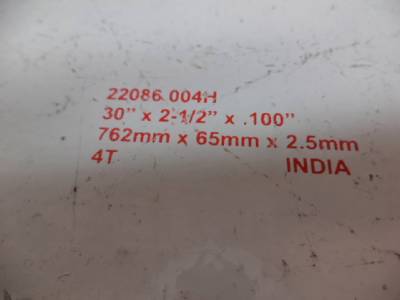 22086 004H
30" x 2-1/2" x .100"
762mm x 65mm x 2.5mm
4T INDIA